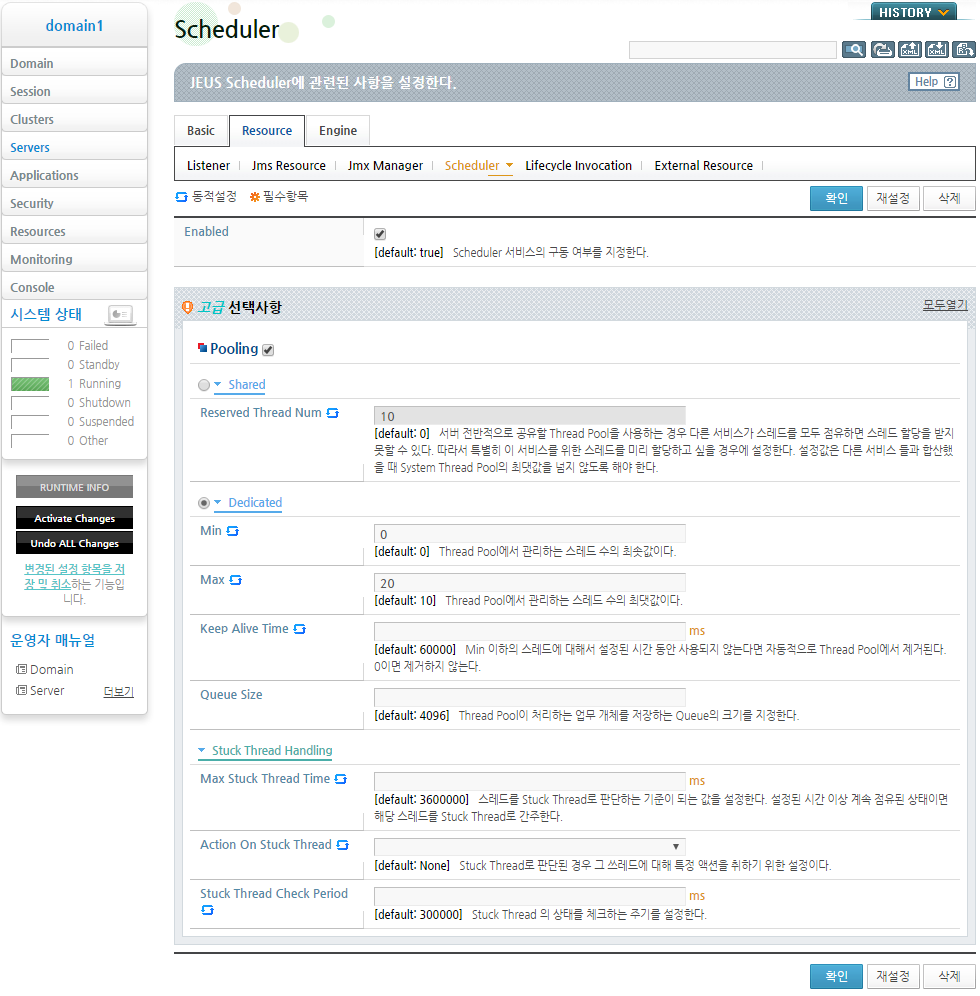 domain1
Domain
Session
Clusters
Servers
Applications
Security
Resources
Monitoring
Console
시스템 상태
0 Failed
0 Standby
1 Running
0 Shutdown
0 Suspended
0 Other
RUNTIME INFO
Activate Changes
Undo ALL Changes
변경된 설정 항목을 저
장 및 취소하는 기능입
니다.
운영자 매뉴얼
Domain
Server 더보기
Scheduler
HISTORY
JEUS Scheduler에 관련된 사항을 설정한다.
Help ?
Basic Resource Engine
Listener Jms Resource Jmx Manager Scheduler Lifecycle Invocation External Resource
동적설정 필수항목
확인 재설정 삭제
Enabled
[default: true] Scheduler 서비스의 구동 여부를 지정한다.
고급 선택사항
모두열기
Pooling
Shared
Reserved Thread Num
10
[default: 0] 서버 전반적으로 공유할 Thread Pool을 사용하는 경우 다른 서비스가 스레드를 모두 점유하면 스레드 할당을 받지
못할 수 있다. 따라서 특별히 이 서비스를 위한 스레드를 미리 할당하고 싶을 경우에 설정한다. 설정값은 다른 서비스 들과 합산했
을 때 System Thread Pool의 최댓값을 넘지 않도록 해야 한다.
Dedicated
Min
0
[default: 0] Thread Pool에서 관리하는 스레드 수의 최솟값이다.
Max
20
[default: 10] Thread Pool에서 관리하는 스레드 수의 최댓값이다.
Keep Alive Time
ms
[default: 60000] Min 이하의 스레드에 대해서 설정된 시간 동안 사용되지 않는다면 자동적으로 Thread Pool에서 제거된다.
0이면 제거하지 않는다.
Queue Size
[default: 4096] Thread Pool이 처리하는 업무 개체를 저장하는 Queue의 크기를 지정한다.
Stuck Thread Handling
Max Stuck Thread Time
ms
[default: 3600000] 스레드를 Stuck Thread로 판단하는 기준이 되는 값을 설정한다. 설정된 시간 이상 계속 점유된 상태이면
해당 스레드를 Stuck Thread로 간주한다.
Action On Stuck Thread
[default: None] Stuck Thread로 판단된 경우 그 쓰레드에 대해 특정 액션을 취하기 위한 설정이다.
Stuck Thread Check Period
ms
[default: 300000] Stuck Thread 의 상태를 체크하는 주기를 설정한다.
확인 재설정 삭제